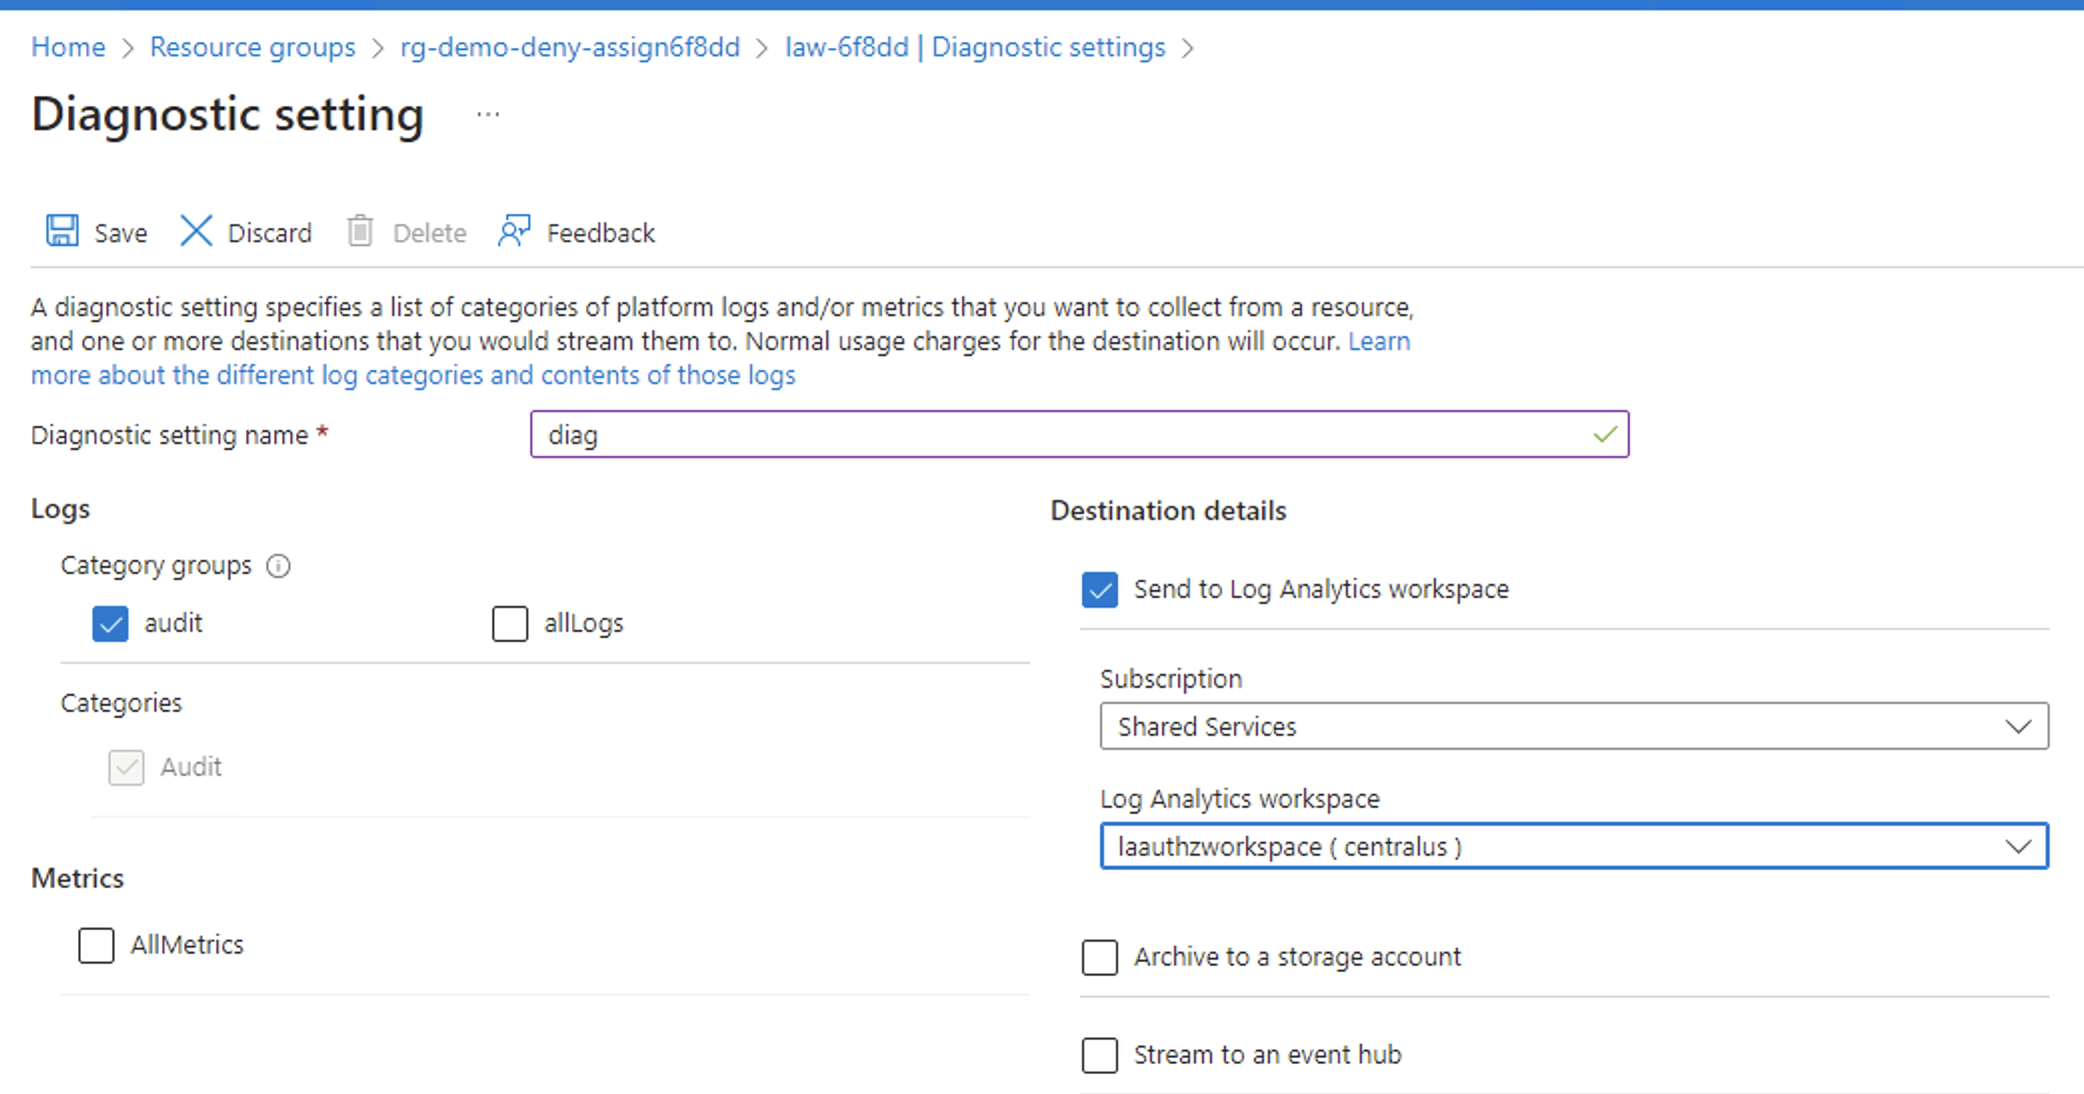 Home > Resource groups > rg-demo-deny-assign6f8dd > law-6f8dd | Diagnostic settings >
Diagnostic setting ...
Save Discard Delete Feedback
A diagnostic setting specifies a list of categories of platform logs and/or metrics that you want to collect from a resource,
and one or more destinations that you would stream them to. Normal usage charges for the destination will occur. Learn
more about the different log categories and contents of those logs
Diagnostic setting name *
diag
Logs
Category groups
audit
allLogs
Categories
Audit
Metrics
AllMetrics
Destination details
Send to Log Analytics workspace
Subscription
Shared Services
Log Analytics workspace
laauthzworkspace ( centralus )
Archive to a storage account
Stream to an event hub